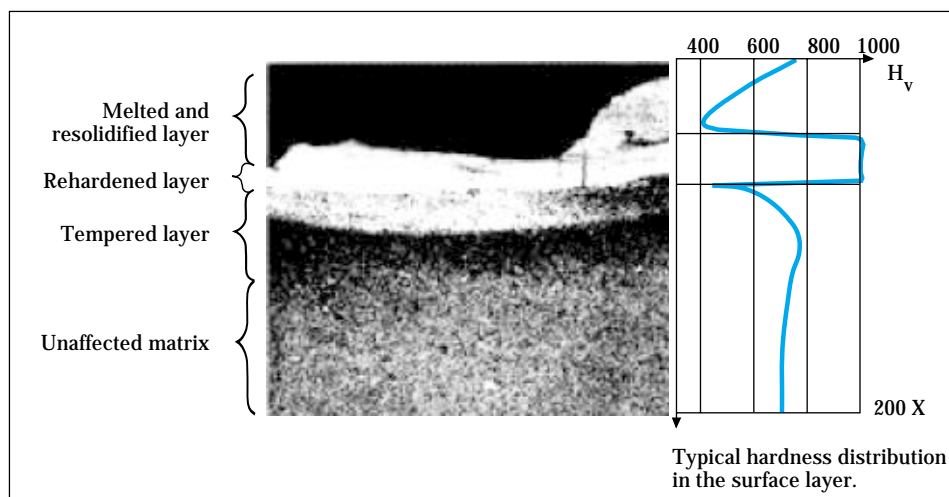 400 600 800 1000
H v
Melted and
resolidified layer
Rehardened layer
Tempered layer
Unaffected matrix
200 X
Typical hardness distribution
in the surface layer.